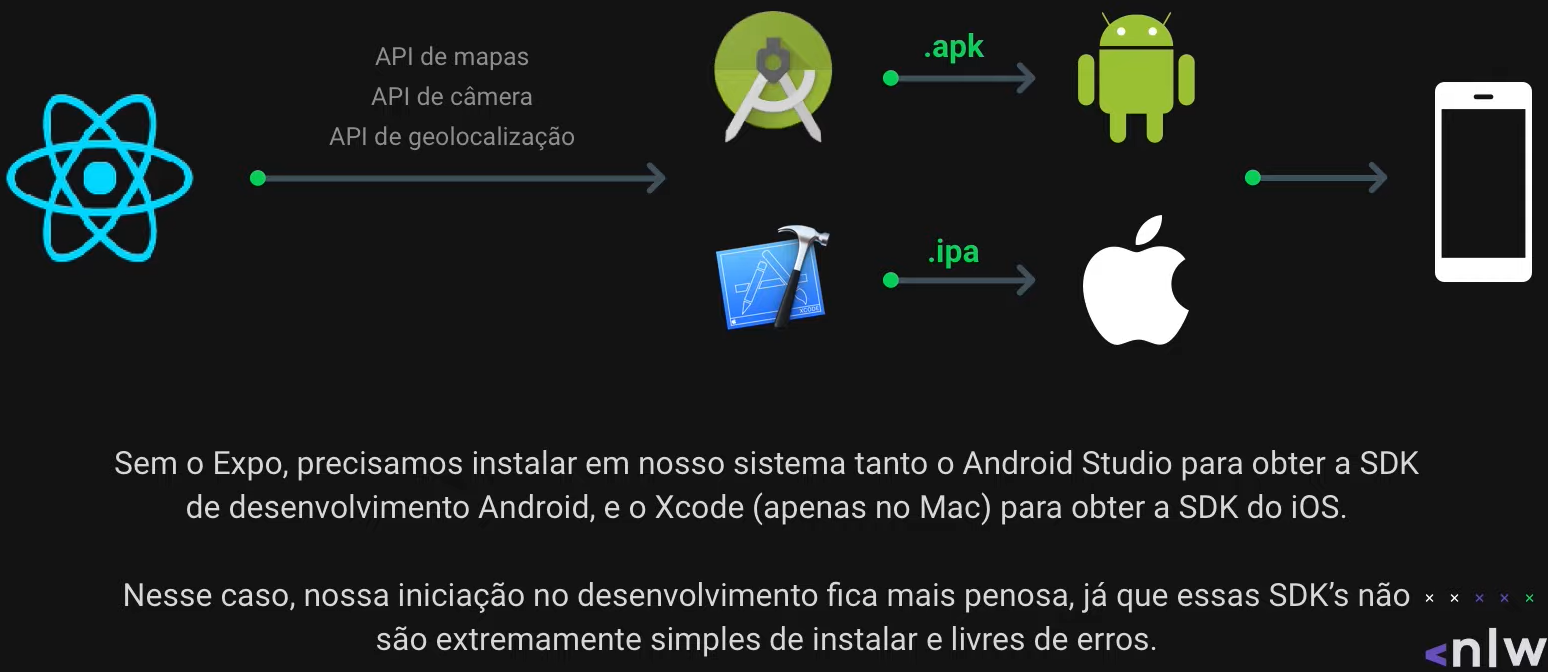 API de mapas
API de câmera
API de geolocalização
.apk
.ipa
XCODE
Sem o Expo, precisamos instalar em nosso sistema tanto o Android Studio para obter a SDK
de desenvolvimento Android, e o Xcode (apenas no Mac) para obter a SDK do iOS.
Nesse caso, nossa iniciação no desenvolvimento fica mais penosa, já que essas SDK’s não
são extremamente simples de instalar e livres de erros.
<nlw